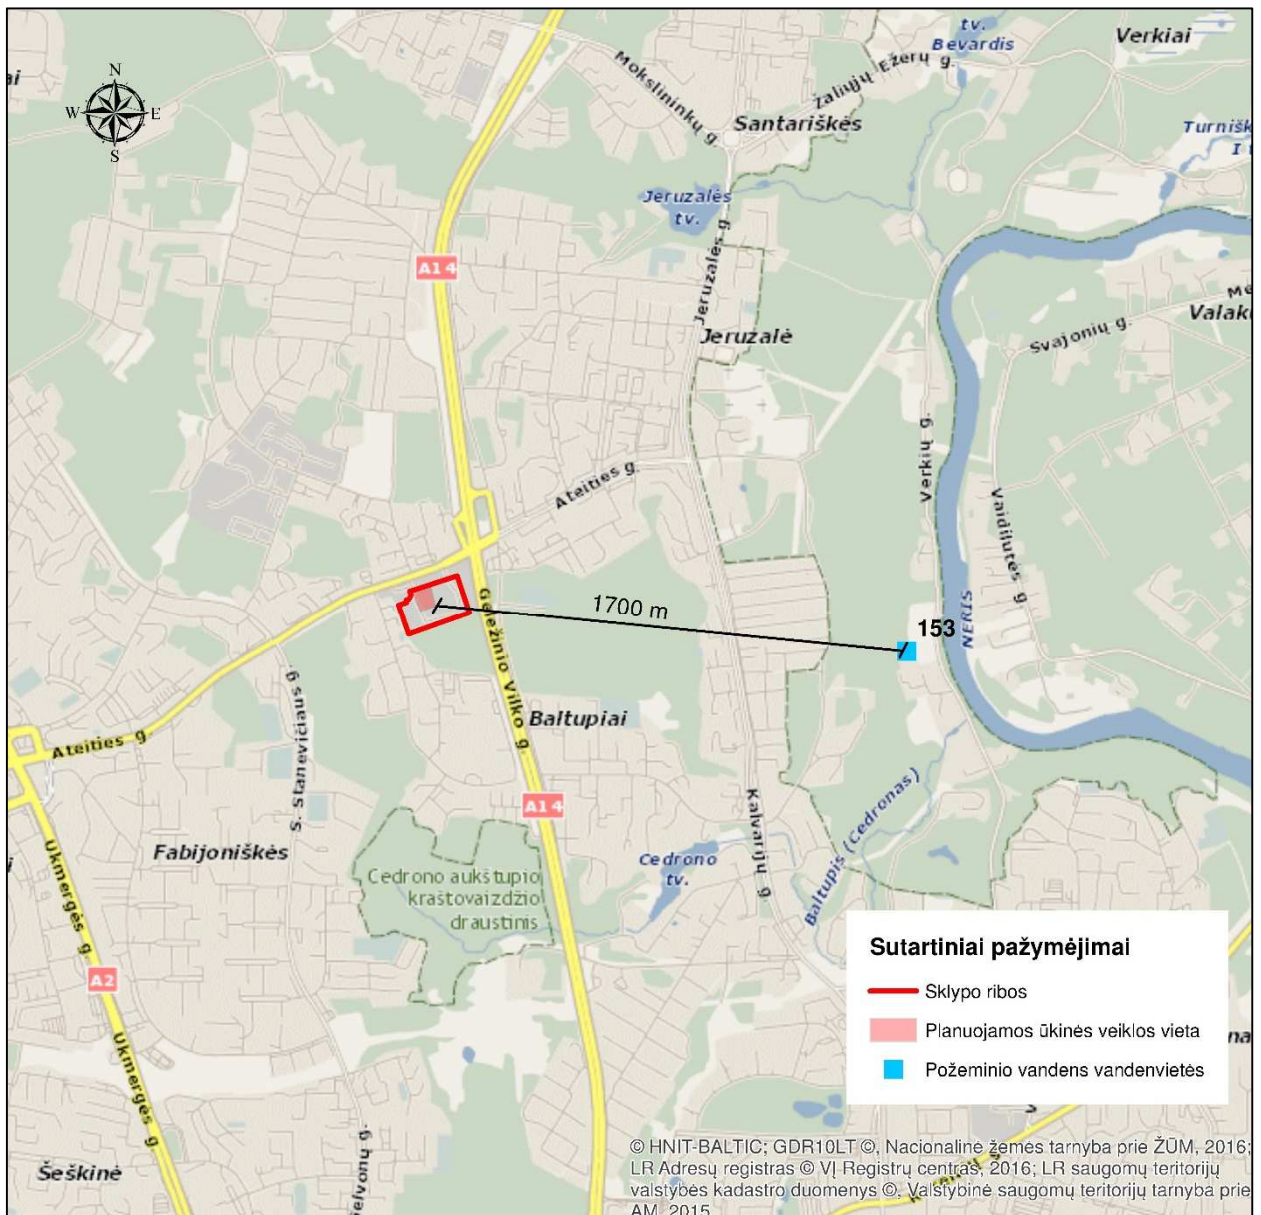 tv.
Bevardis
Verkiai
N
W
E
S
Mokslininkų g.
Žaliųjų Ežerų g.
Santariškės
Jeruzalės
tv.
Jeruzalės g.
A14
Jeruzalė
Svajonių g.
Verkių g.
Ateities g.
Vaidilutės g.
1700 m
153
NERIS
Geležinio Vilko g.
S. Stanevičiaus g.
Baltupiai
Ateities g.
A14
Kalvarijų g.
Baltupis (Cedronas)
Ukmergės g.
Fabijoniškės
Cedrono
tv.
Cedrono aukštupio
kraštovaizdžio
draustinis
A2
Ukmergės g.
Šeškinė
Sutartiniai pažymėjimai
Sklypo ribos
Planuojamos ūkinės veiklos vieta
Požeminio vandens vandenvietės
© HNIT-BALTIC; GDR10LT ©, Nacionalinė žemės tarnyba prie ŽŪM, 2016;
LR Adresų registras © VĮ Registrų centras, 2016; LR saugomų teritorijų
valstybės kadastro duomenys ©, Valstybinė saugomų teritorijų tarnyba prie
AM, 2015